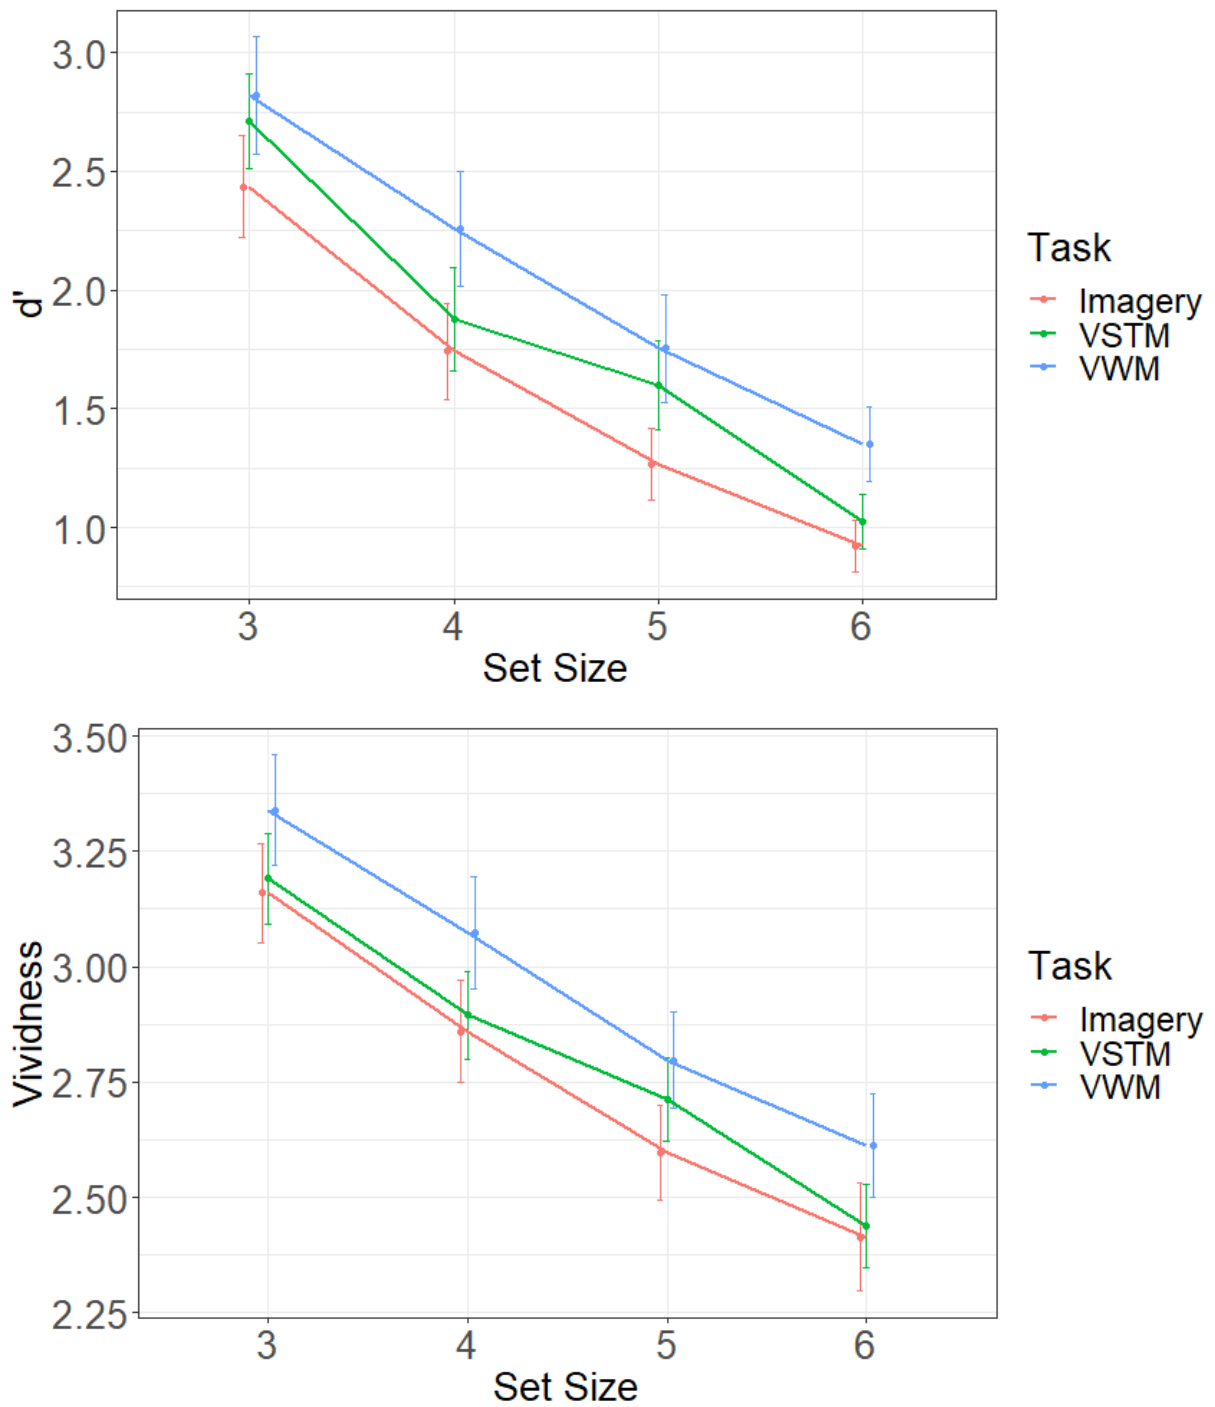 3.0
2.5
2.0
1.5
1.0
d'
3 4 5 6
Set Size
Task
Imagery
VSTM
VWM
3.50
3.25
3.00
2.75
2.50
2.25
Vividness
3 4 5 6
Set Size
Task
Imagery
VSTM
VWM